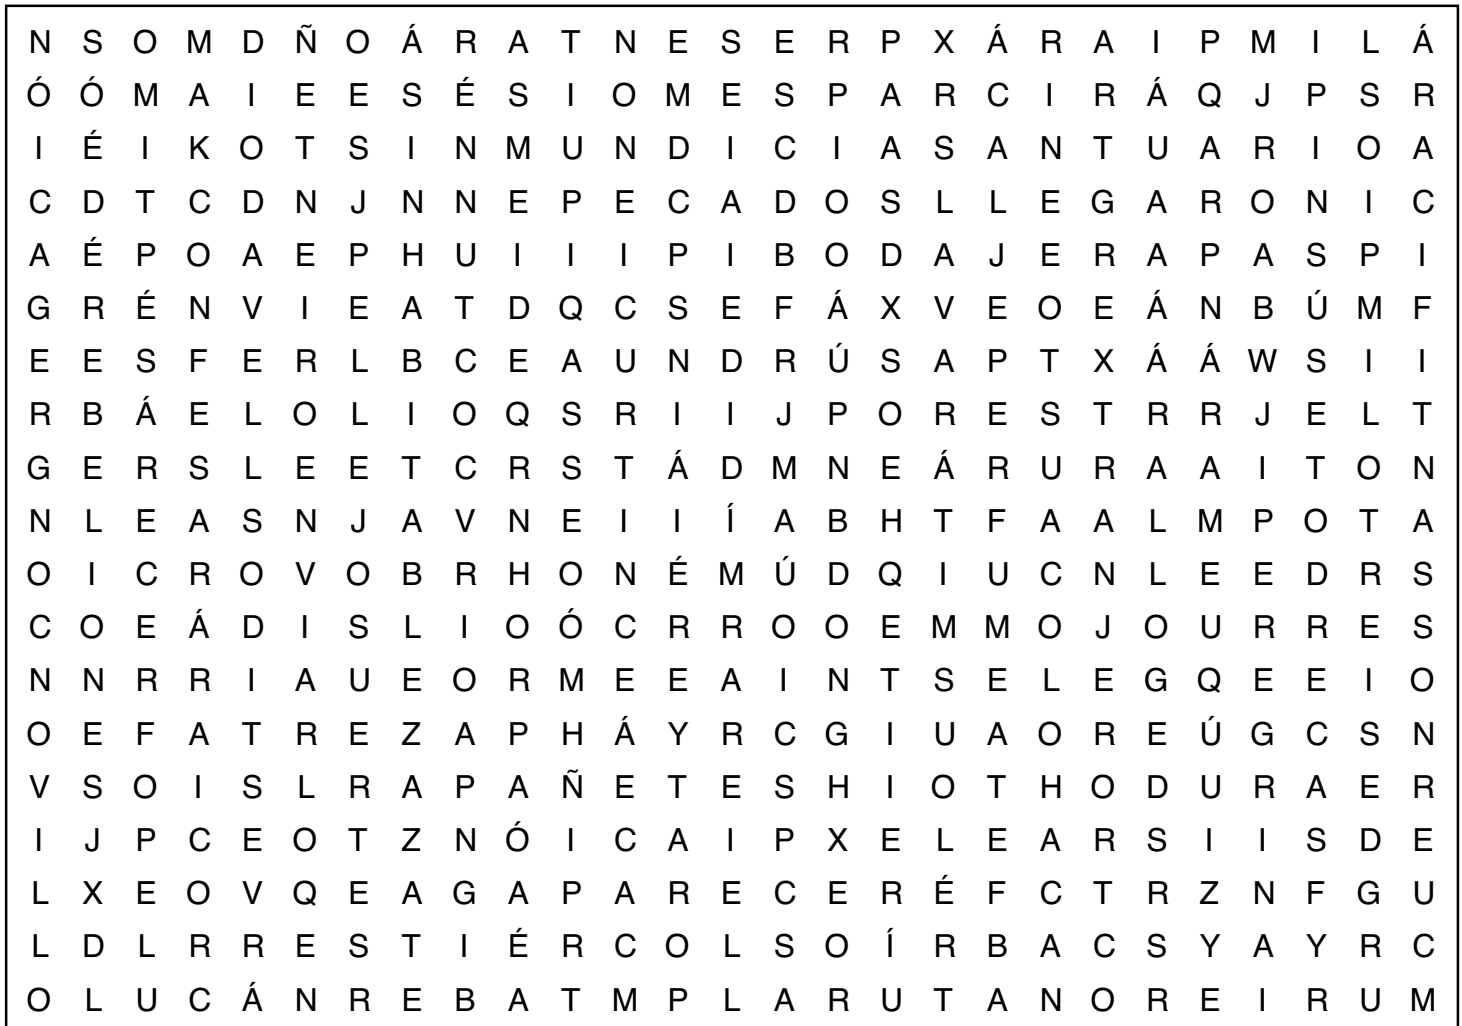 N S O M D Ñ O Á R A T N E S E R P X Á R A I P M I L Á
Ó Ó M A I E E S É S I O M E S P A R C I R Á Q J P S R
I É I K O T S I N M U N D I C I A S A N T U A R I O A
C D T C D N J N N E P E C A D O S L L E G A R O N I C
A É P O A E P H U I I I P I B O D A J E R A P A S P I
G R É N V I E A T D Q C S E F Á X V E O E Á N B Ú M F
E E S F E R L B C E A U N D R Ú S A P T X Á Á W S I I
R B Á E L O L I O Q S R I I J P O R E S T R R J E L T
G E R S L E E T C R S T Á D M N E Á R U R A A I T O N
N L E A S N J A V N E I I Í A B H T F A A L M P O T A
O I C R O V O B R H O N É M Ú D Q I U C N L E E D R S
C O E Á D I S L I O Ó C R R O O E M M O J O U R R E S
N N R R I A U E O R M E E A I N T S E L E G Q E E I O
O E F A T R E Z A P H Á Y R C G I U A O R E Ú G C S N
V S O I S L R A P A Ñ E T E S H I O T H O D U R A E R
I J P C E O T Z N Ó I C A I P X E L E A R S I I S D E
L X E O V Q E A G A P A R E C E R É F C T R Z N F G U
L D L R R E S T I É R C O L S O Í R B A C S Y A Y R C
O L U C Á N R E B A T M P L A R U T A N O R E I R U M